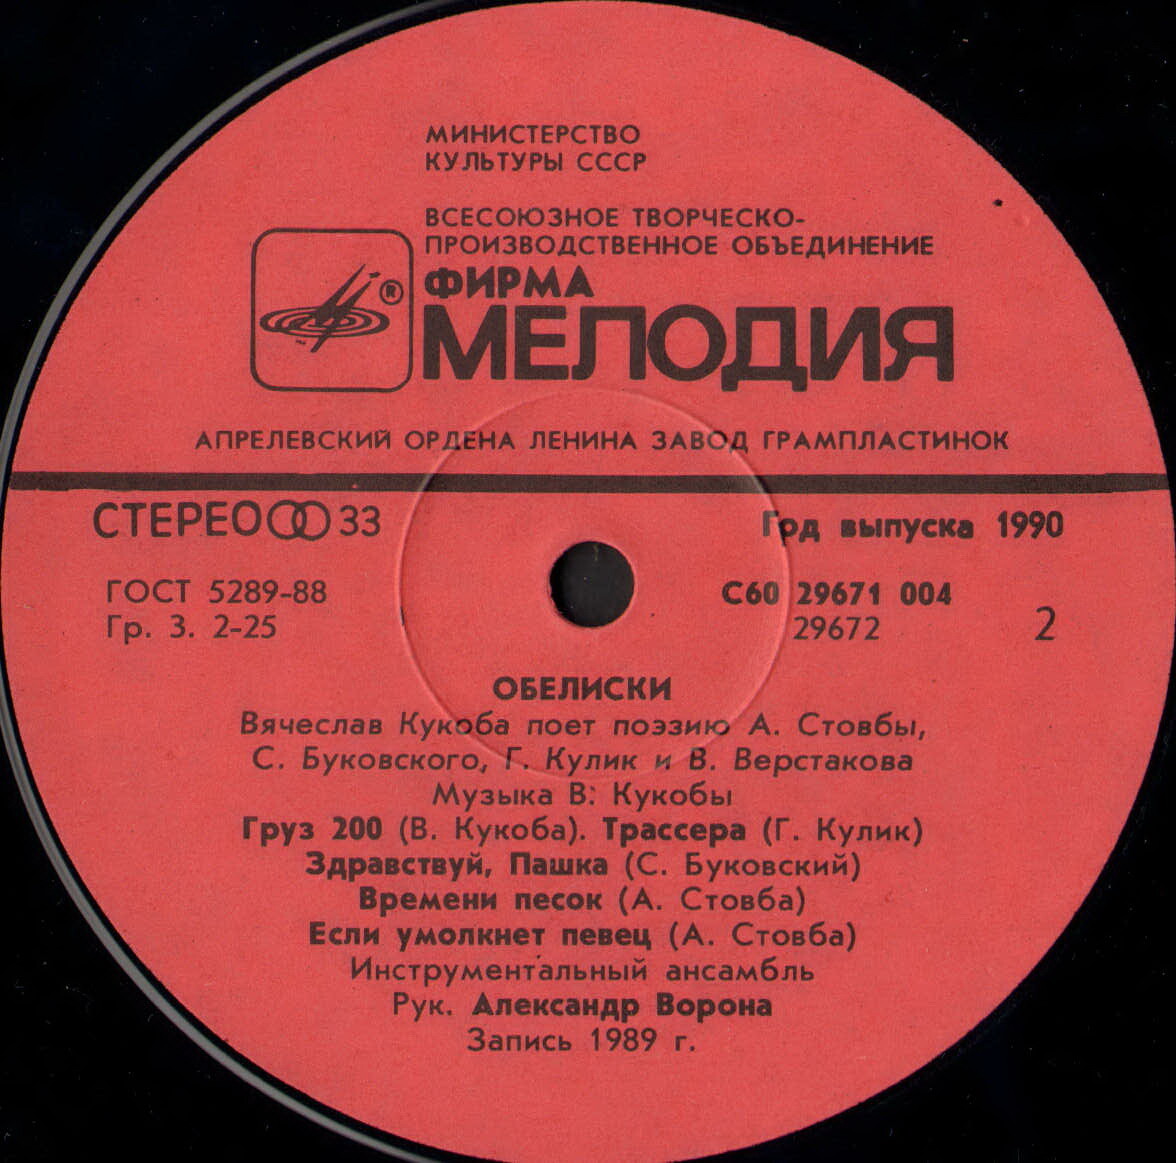 МИНИСТЕРСТВО
КУЛЬТУРЫ СССР
ВСЕСОЮЗНОЕ ТВОРЧЕСКО-
ПРОИЗВОДСТВЕННОЕ ОБЪЕДИНЕНИЕ
ФИРМА
®
МЕЛОДИЯ
АПРЕЛЕВСКИЙ ОРДЕНА ЛЕНИНА ЗАВОД ГРАМПЛАСТИНОК
СТЕРЕО 33
Год выпуска 1990
ГОСТ 5289-88
С60 29671 004
Гр. 3. 2-25
29672
2
ОБЕЛИСКИ
Вячеслав Кукоба поет поэзию А. Стовбы,
С. Буковского, Г. Кулик и В. Верстакова
Музыка В. Кукобы
Груз 200 (В. Кукоба). Трассера (Г. Кулик)
Здравствуй, Пашка (С. Буковский)
Времени песок (А. Стовба)
Если умолкнет певец (А. Стовба)
Инструментальный ансамбль
Рук. Александр Ворона
Запись 1989 г.